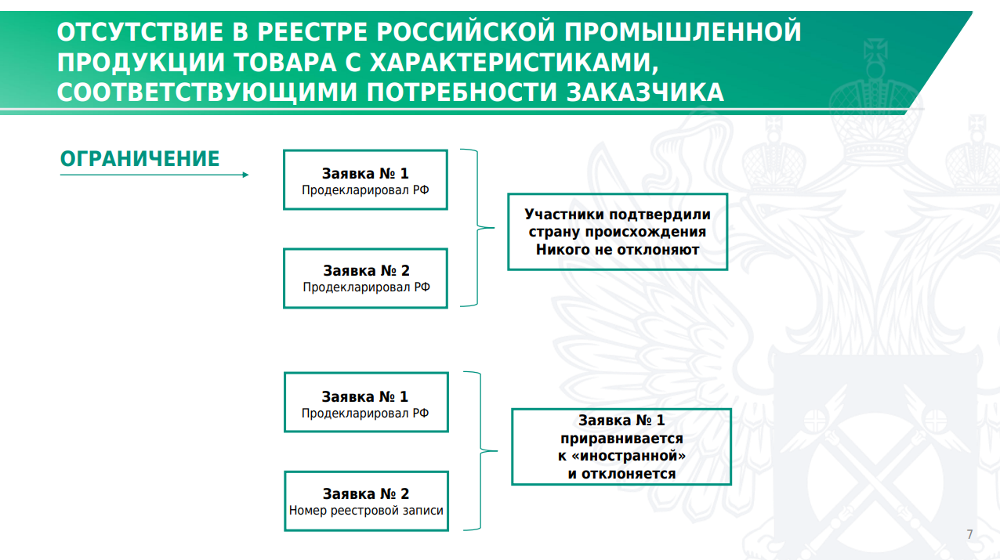 ОТСУТСТВИЕ В РЕЕСТРЕ РОССИЙСКОЙ ПРОМЫШЛЕННОЙ
ПРОДУКЦИИ ТОВАРА С ХАРАКТЕРИСТИКАМИ,
СООТВЕТСТВУЮЩИМИ ПОТРЕБНОСТИ ЗАКАЗЧИКА
ОГРАНИЧЕНИЕ
Заявка № 1
Продекларировал РФ
Заявка № 2
Продекларировал РФ
Участники подтвердили
страну происхождения
Никого не отклоняют
Заявка № 1
Продекларировал РФ
Заявка № 2
Номер реестровой записи
Заявка № 1
приравнивается
к «иностранной»
и отклоняется
7